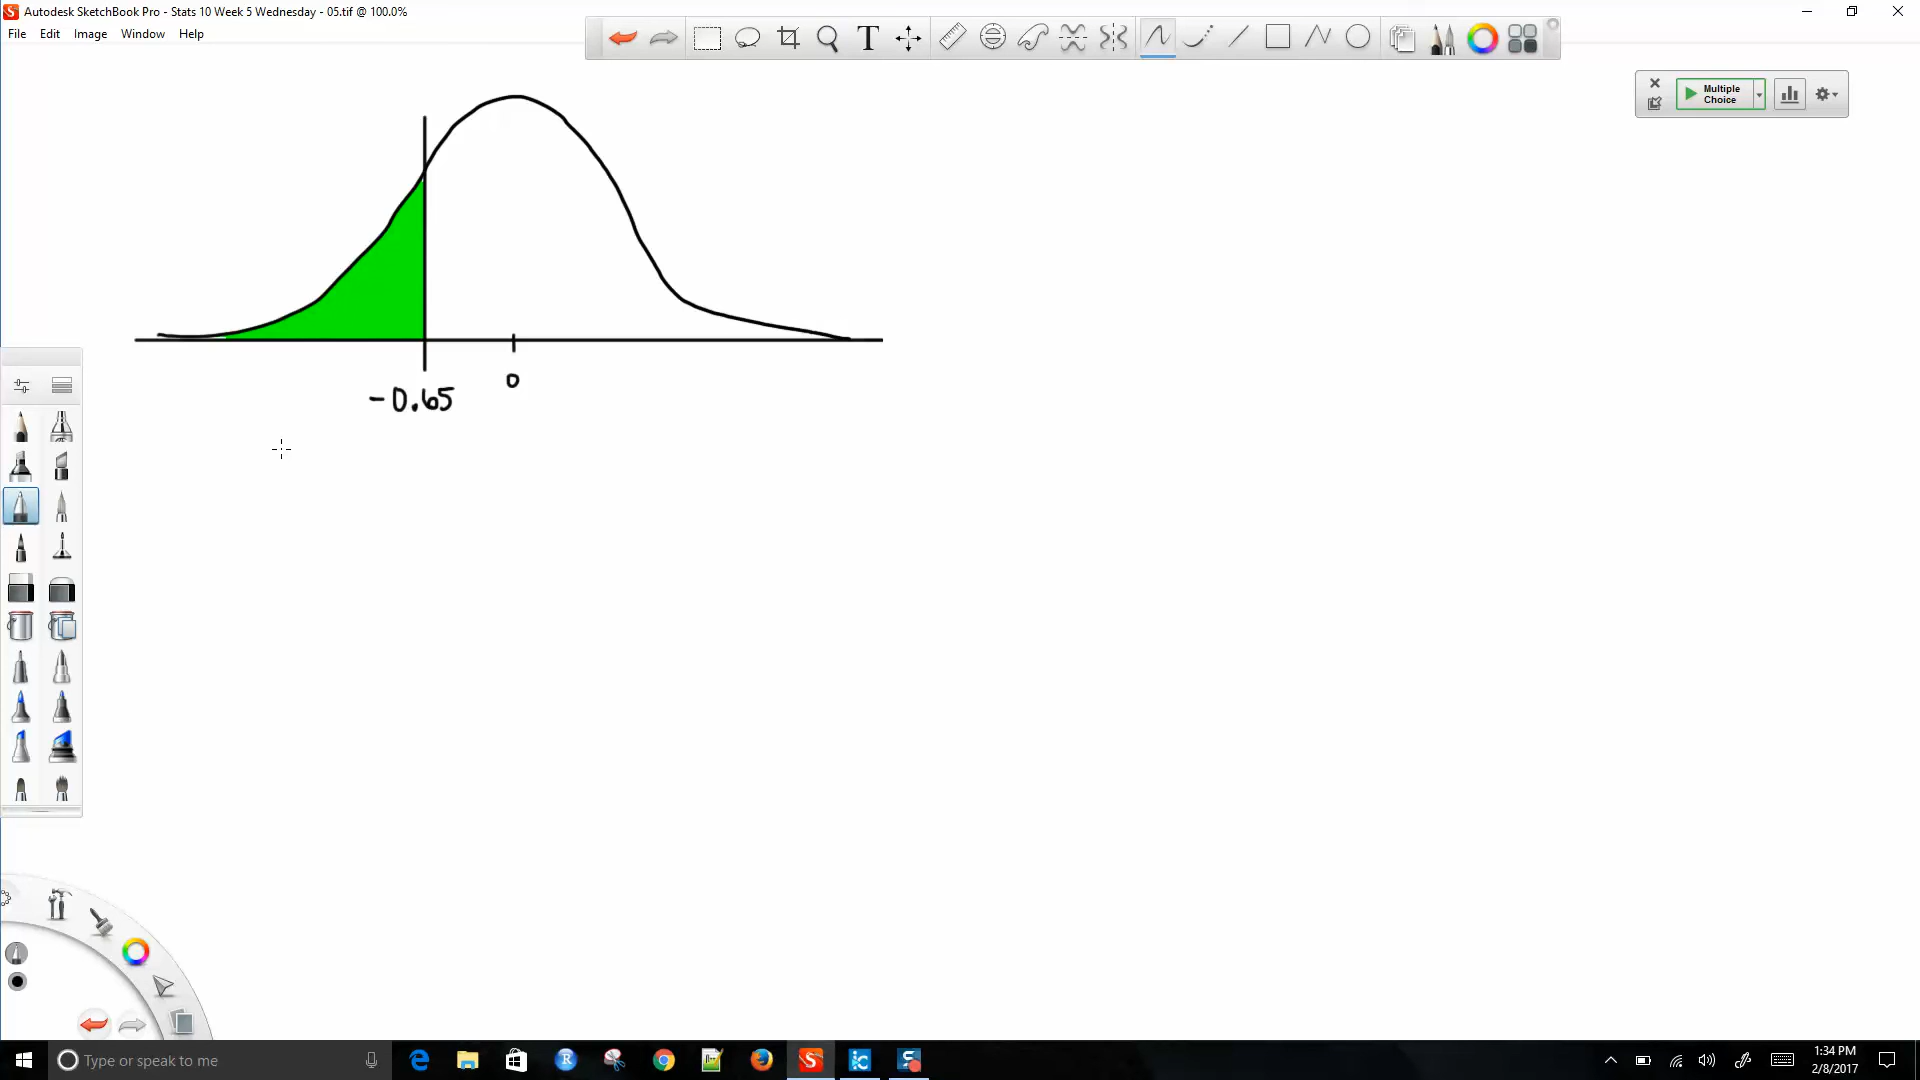 Autodesk SketchBook Pro - Stats 10 Week 5 Wednesday - 05.tif @ 100.0%
File Edit Image Window Help
T
Multiple
Choice
0
-0.65
Type or speak to me
1:34 PM
2/8/2017